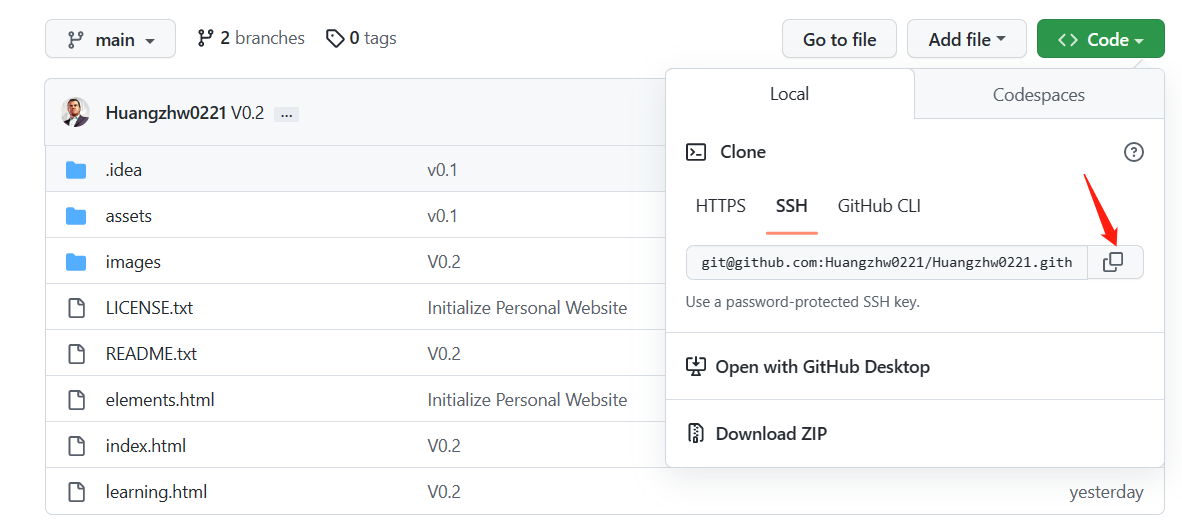 main 2 branches 0 tags Go to file Add file Code
Local Codespaces
Huangzhw0221 V0.2 ...
Clone
.idea v0.1
HTTPS SSH GitHub CLI
assets v0.1
images V0.2
git@github.com:Huangzhw0221/Huangzhw0221.gith
Use a password-protected SSH key.
LICENSE.txt Initialize Personal Website
README.txt V0.2
Open with GitHub Desktop
elements.html Initialize Personal Website
Download ZIP
index.html V0.2
learning.html V0.2 yesterday